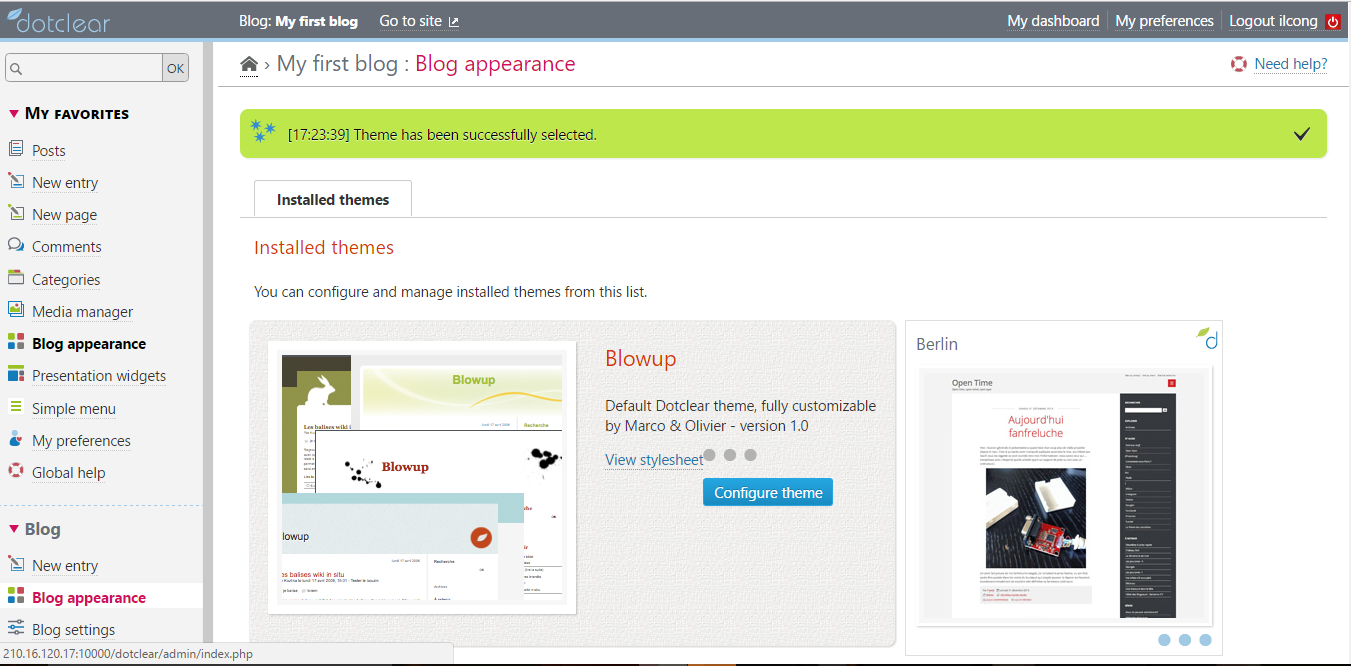 dotclear
Blog: My first blog
Go to site
My dashboard
My preferences
Logout ilcong
OK
My favorites
Posts
New entry
New page
Comments
Categories
Media manager
Blog appearance
Presentation widgets
Simple menu
My preferences
Global help
Blog
New entry
Blog appearance
Blog settings
210.16.120.17:10000/dotclear/admin/index.php
› My first blog : Blog appearance
Need help?
[17:23:39] Theme has been successfully selected.
Installed themes
Installed themes
You can configure and manage installed themes from this list.
Blowup
Les balises wiki i
Recherche
Blowup
lowup
Recherche
es balises wiki in situ
Blowup
Default Dotclear theme, fully customizable
by Marco & Olivier - version 1.0
View stylesheet
Configure theme
Berlin
d
Open Time
Aujourd'hui
fanfreluche